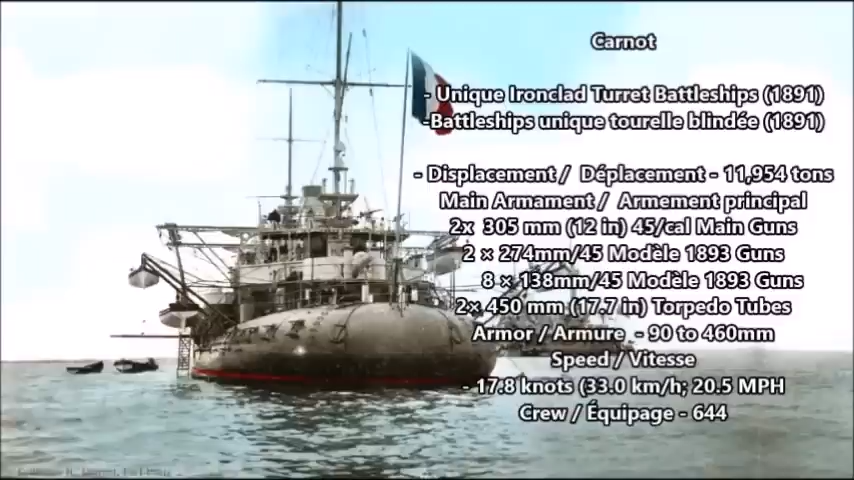 Carnot
- Unique Ironclad Turret Battleships (1891)
-Battleships unique tourelle blindée (1891)
- Displacement / Déplacement - 11,954 tons
Main Armament / Armement principal
2x 305 mm (12 in) 45/cal Main Guns
2 × 274mm/45 Modèle 1893 Guns
8 × 138mm/45 Modèle 1893 Guns
2× 450 mm (17.7 in) Torpedo Tubes
Armor / Armure - 90 to 460mm
Speed / Vitesse
- 17.8 knots (33.0 km/h; 20.5 MPH
Crew / Équipage - 644